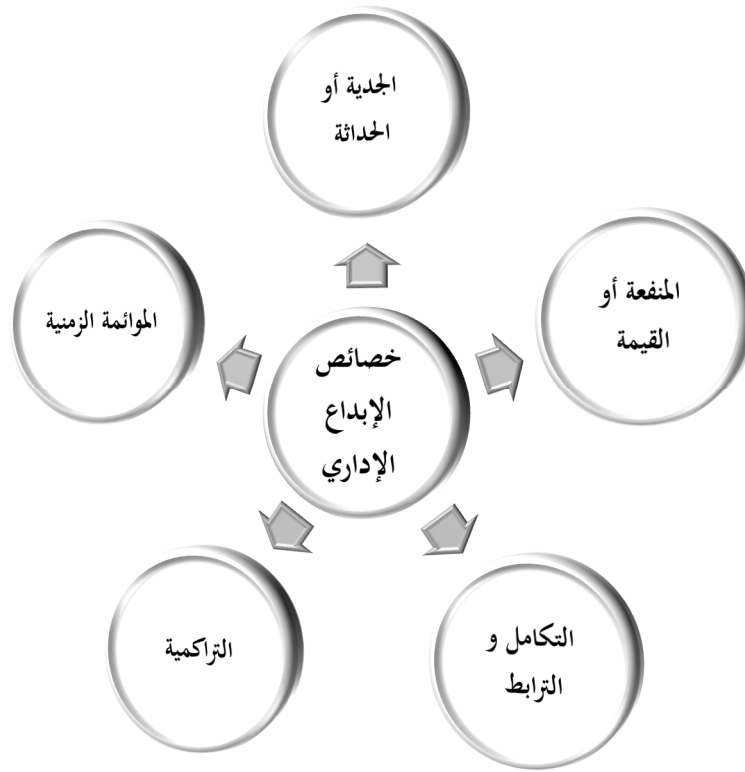 الجدية أو
الحداثة
المنفعة أو
القيمة
الموائمة الزمنية
خصائص
الإبداع
الإداري
التكامل و
الترابط
التراكمية